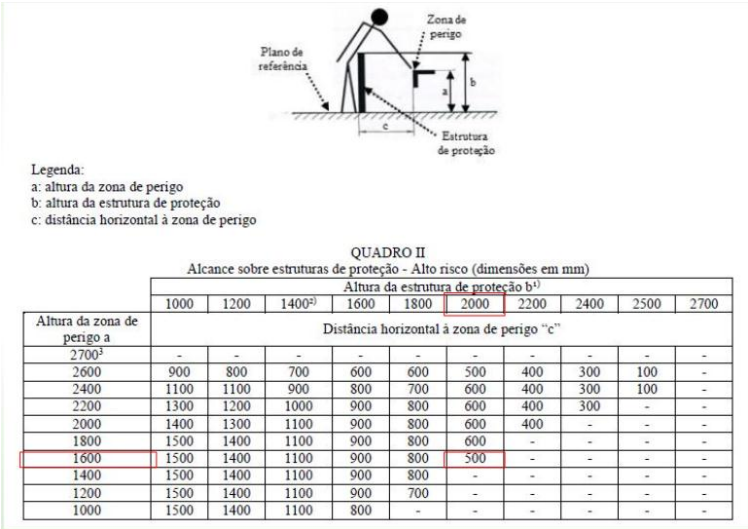 Zona de
perigo
Plano de
referência
a
b
c
Estrutura
de proteção
Legenda:
a: altura da zona de perigo
b: altura da estrutura de proteção
c: distância horizontal à zona de perigo
QUADRO II
Alcance sobre estruturas de proteção - Alto risco (dimensões em mm)
Altura da estrutura de proteção b¹⁾
1000 1200 1400²⁾ 1600 1800 2000 2200 2400 2500 2700
Altura da zona de
perigo a
Distância horizontal à zona de perigo “c”
2700³ - - - - - - - - - -
2600 900 800 700 600 600 500 400 300 100 -
2400 1100 1100 900 800 700 600 400 300 100 -
2200 1300 1200 1000 900 800 600 400 300 - -
2000 1400 1300 1100 900 800 600 400 - - -
1800 1500 1400 1100 900 800 600 - - - -
1600 1500 1400 1100 900 800 500 - - - -
1400 1500 1400 1100 900 800 - - - - -
1200 1500 1400 1100 900 700 - - - - -
1000 1500 1400 1100 800 - - - - - -